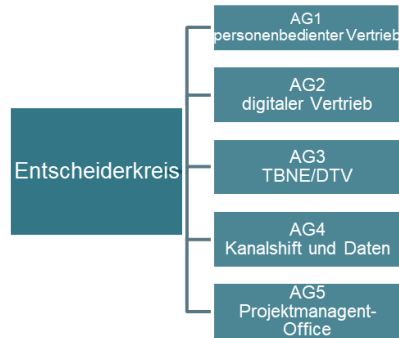 Entscheiderkreis
AG1
personenbedienter Vertrieb
AG2
digitaler Vertrieb
AG3
TBNE/DTV
AG4
Kanalshift und Daten
AG5
Projektmanagent-
Office